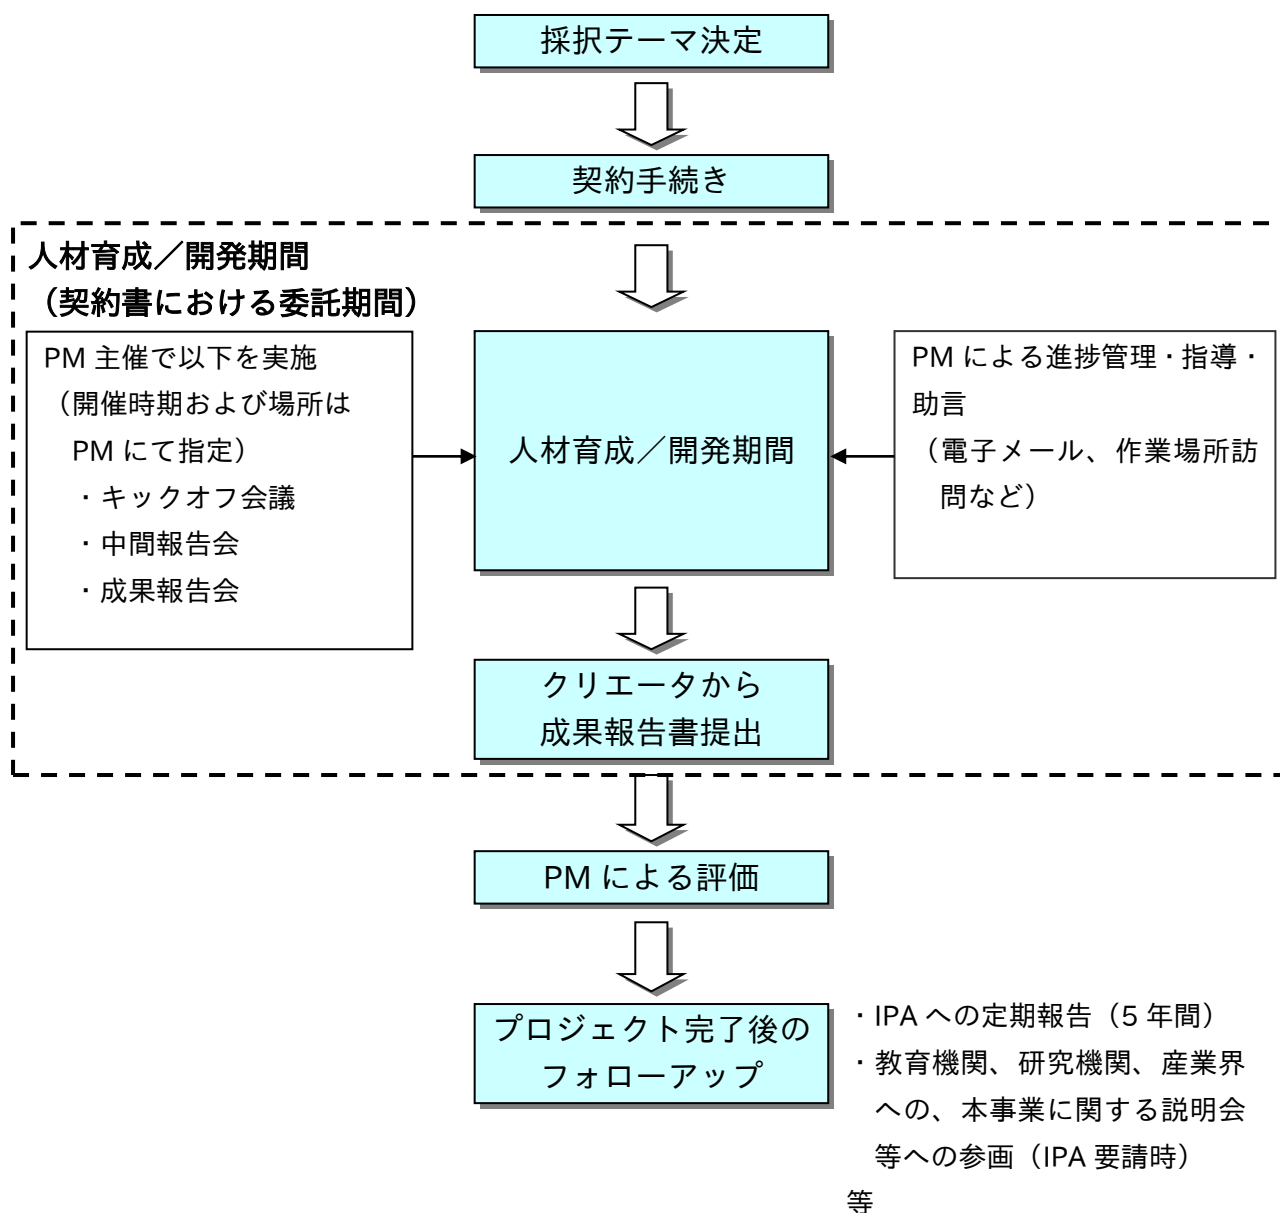 採択テーマ決定
契約手続き
人材育成／開発期間
（契約書における委託期間）
PM 主催で以下を実施
（開催時期および場所は
PM にて指定）
・キックオフ会議
・中間報告会
・成果報告会
人材育成／開発期間
PM による進捗管理・指導・
助言
（電子メール、作業場所訪
問など）
クリエータから
成果報告書提出
PM による評価
プロジェクト完了後の
フォローアップ
・IPA への定期報告（5 年間）
・教育機関、研究機関、産業界
への、本事業に関する説明会
等への参画（IPA 要請時）
等